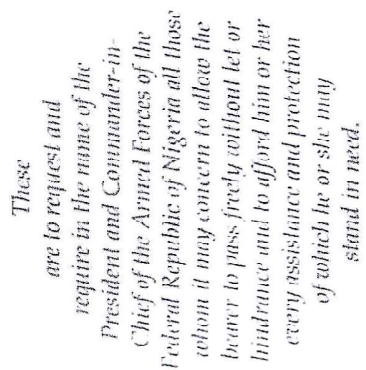 These
are to request and
require in the name of the
President and Commander-in-
Chief of the Armed Forces of the
Federal Republic of Nigeria all those
whom it may concern to allow the
bearer to pass freely without let or
hindrance and to afford him or her
every assistance and protection
of which he or she may
stand in need.